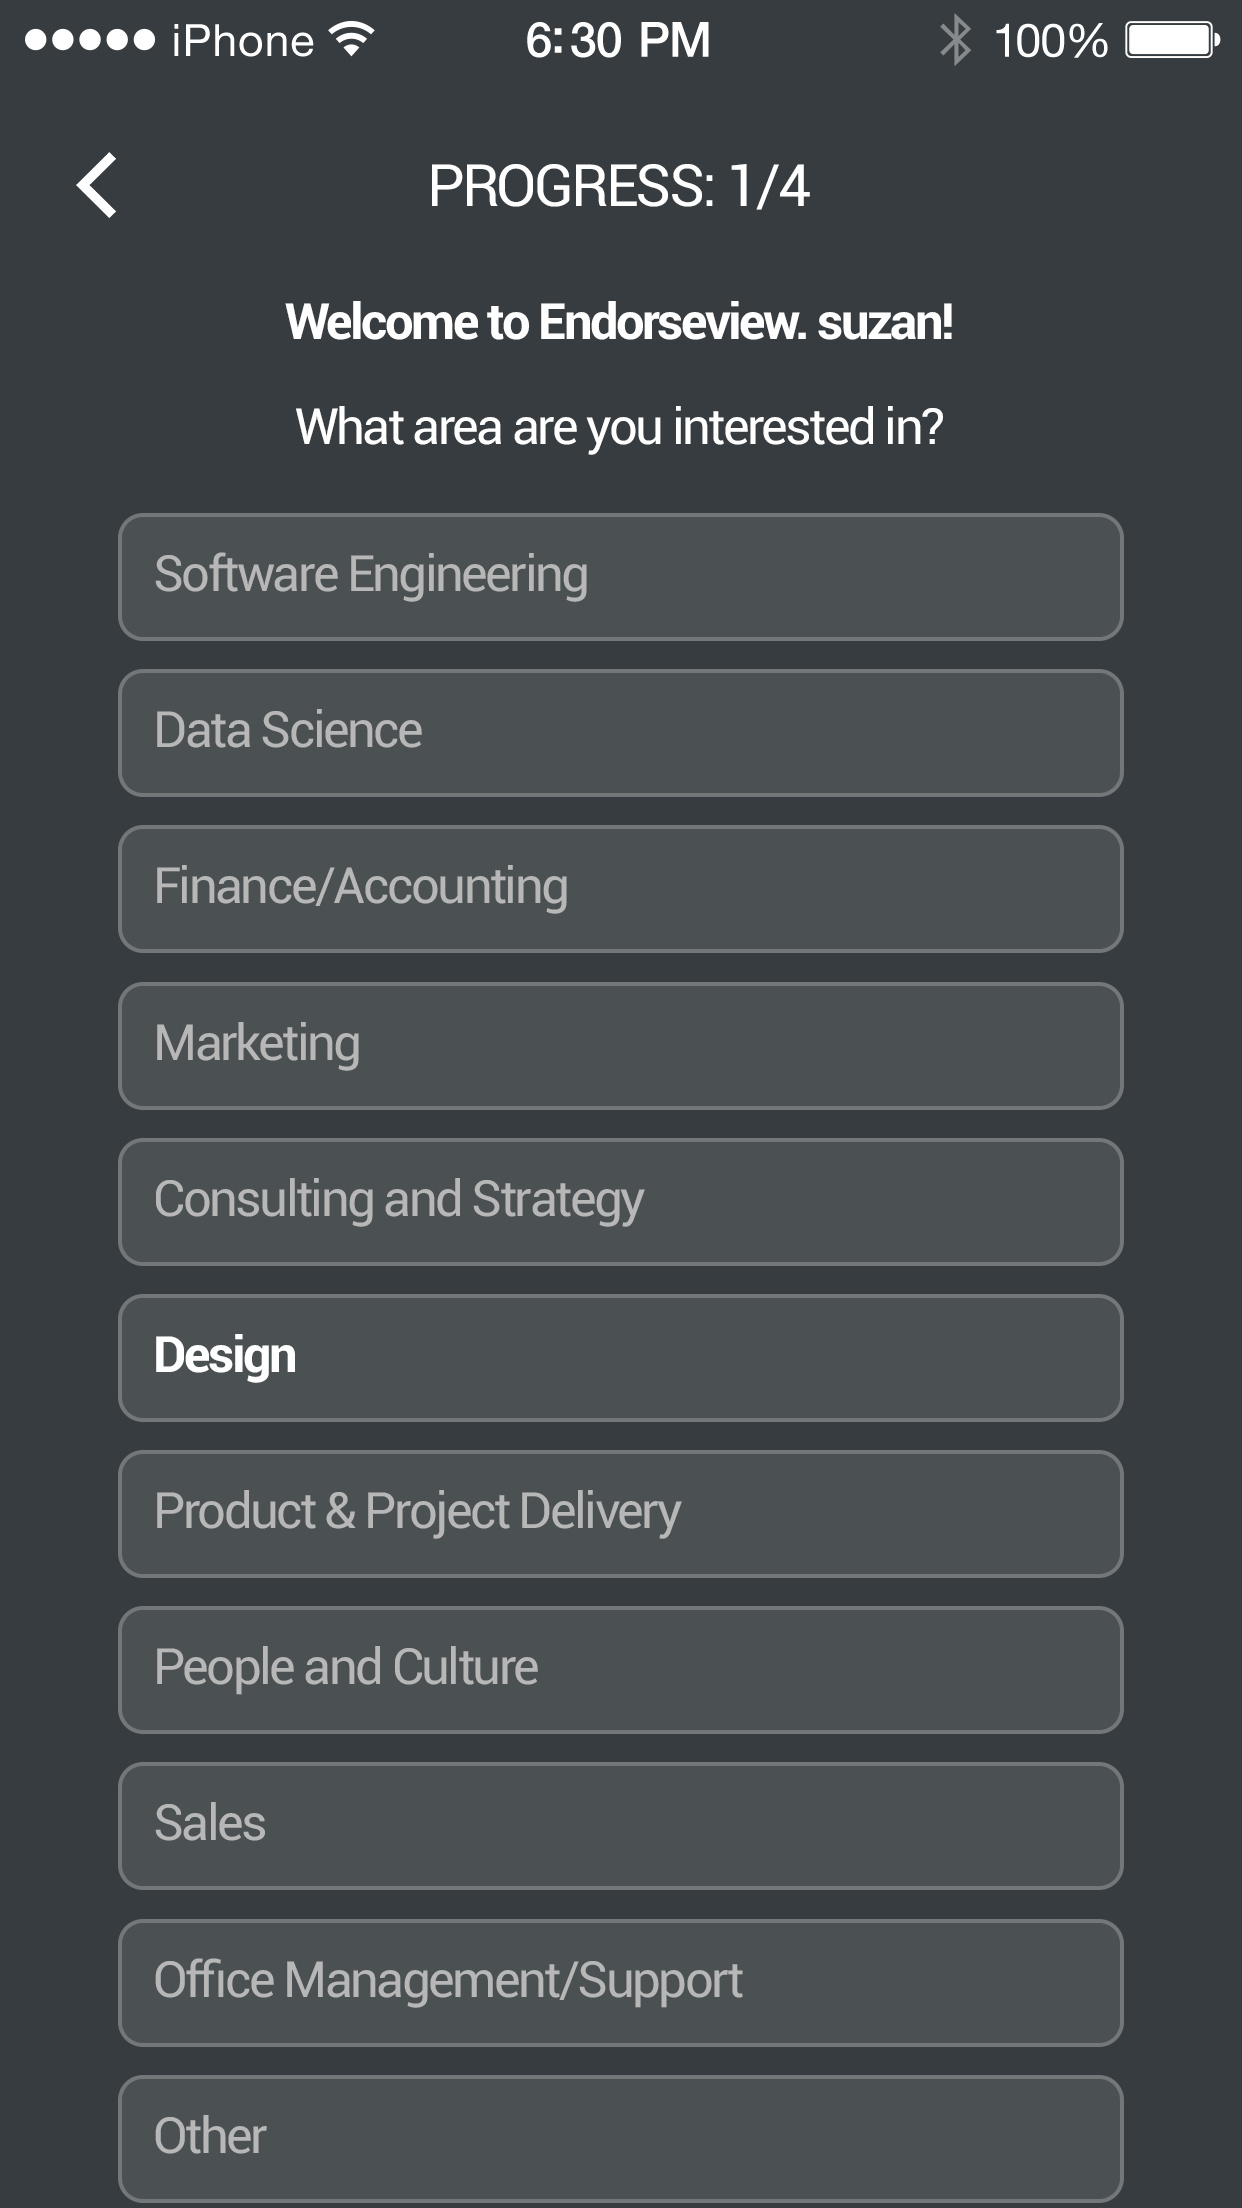 iPhone 6:30 PM 100%
PROGRESS: 1/4
Welcome to Endorseview. suzan!
What area are you interested in?
Software Engineering
Data Science
Finance/Accounting
Marketing
Consulting and Strategy
Design
Product & Project Delivery
People and Culture
Sales
Office Management/Support
Other